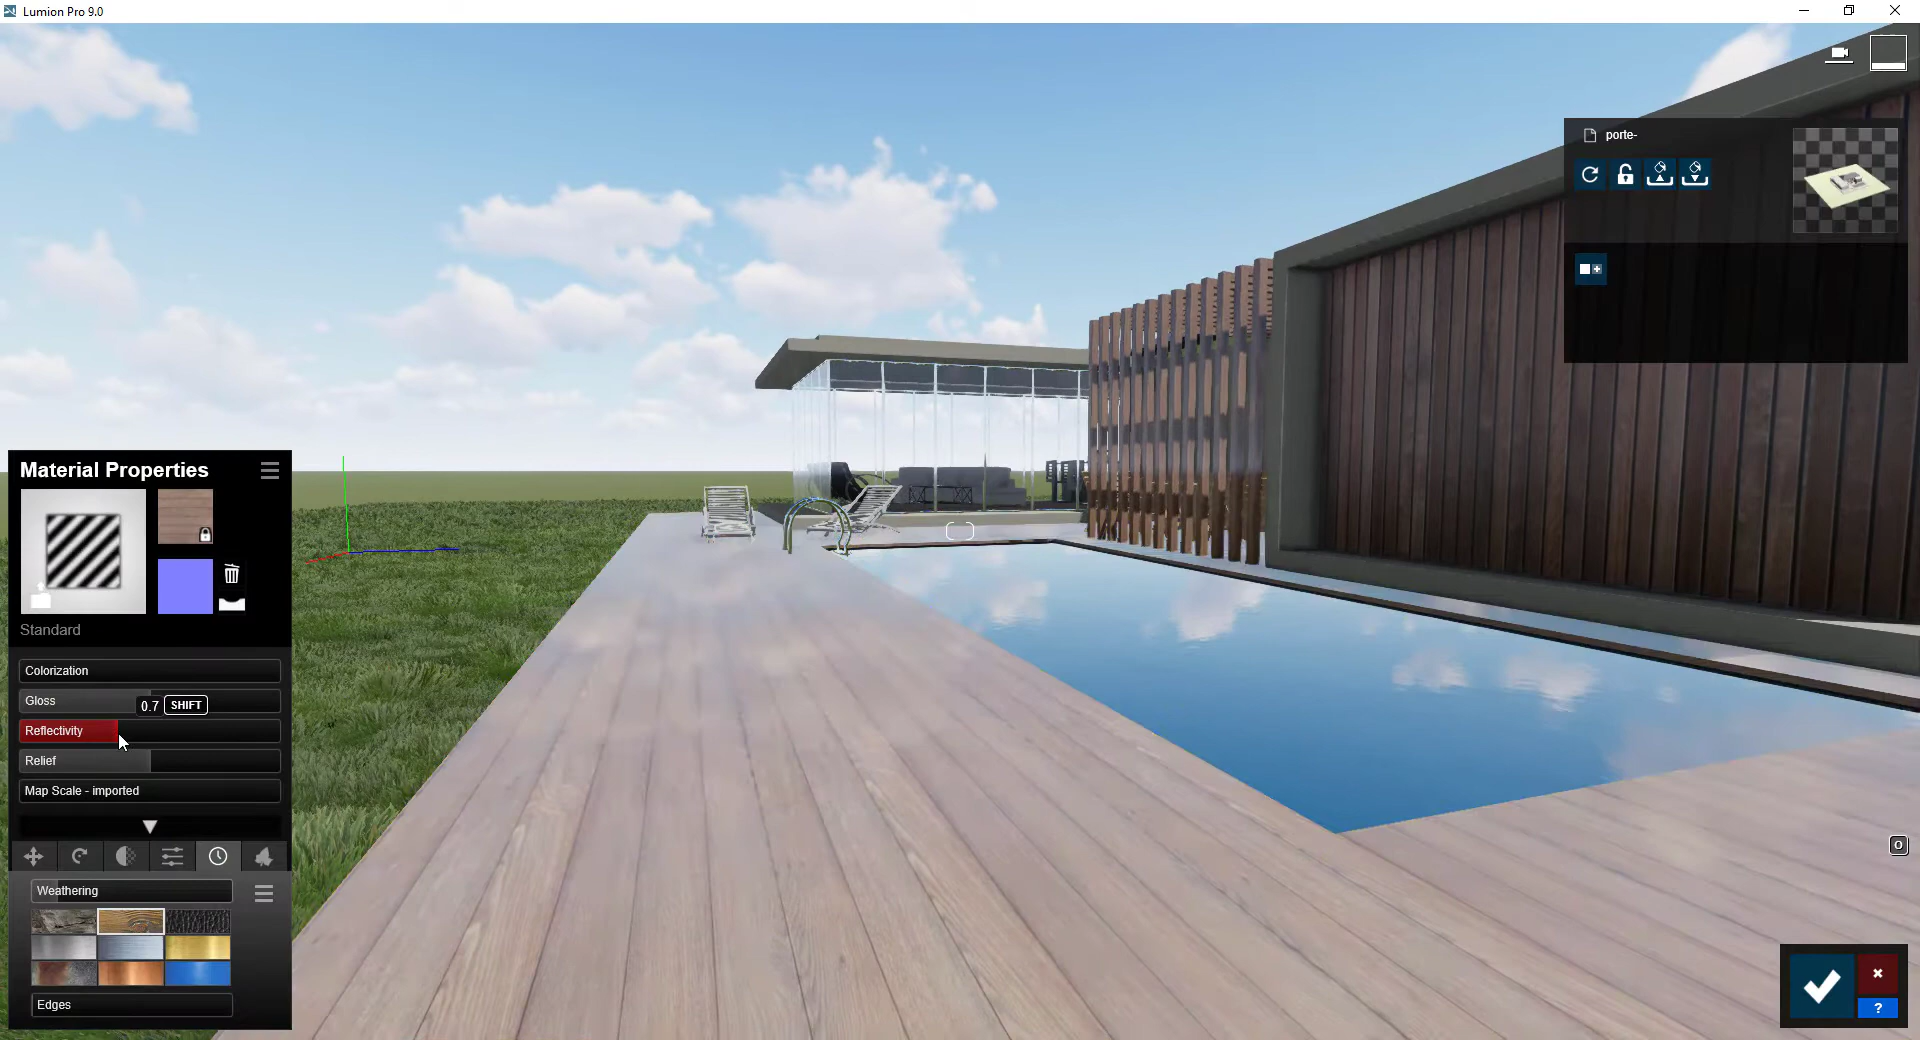 Lumion Pro 9.0
porte-
Material Properties
Standard
Colorization
Gloss
0.7 SHIFT
Reflectivity
Relief
Map Scale - imported
O
Weathering
Edges
?